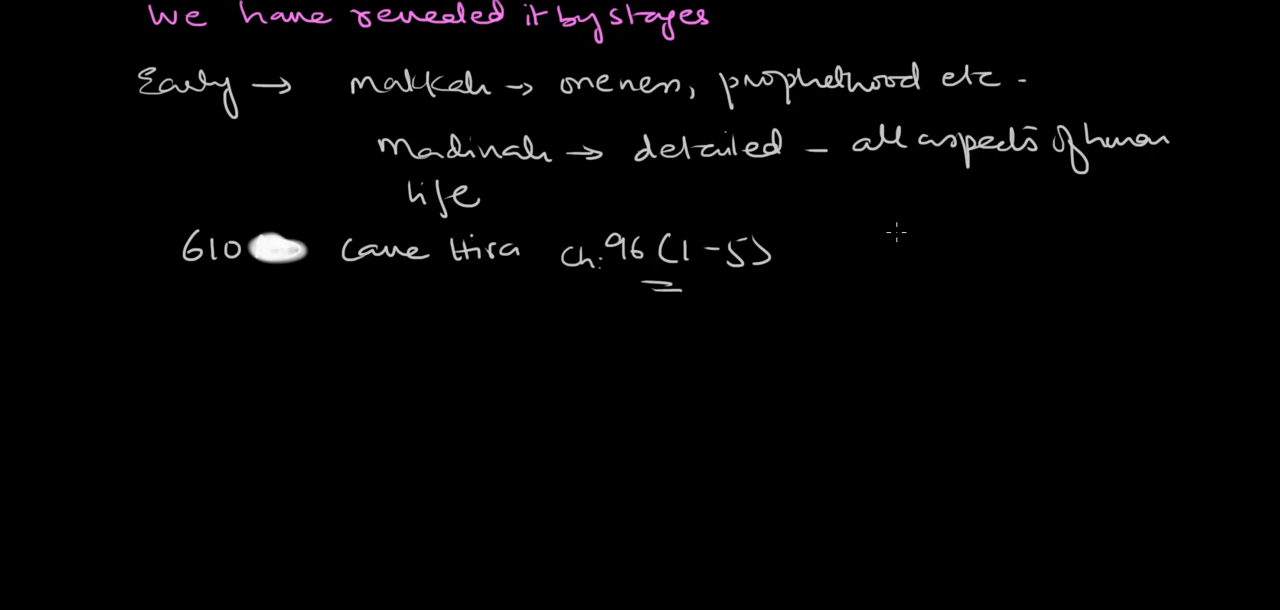 We have revealed it by stages
Early → Makkah → oneness, prophethood etc -
Madinah → detailed - all aspects of human
life
610 Cave Hira Ch: 96 (1-5)